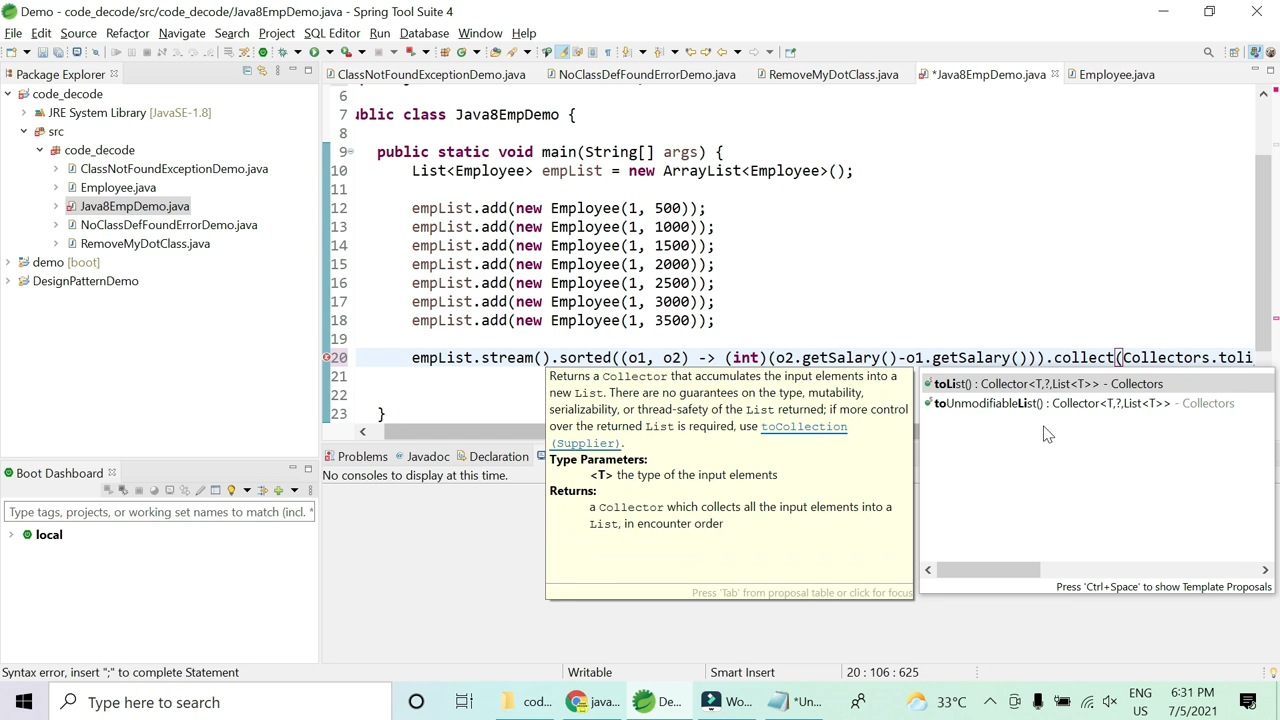 Demo - code_decode/src/code_decode/Java8EmpDemo.java - Spring Tool Suite 4
File Edit Source Refactor Navigate Search Project SQL Editor Run Database Window Help
Package Explorer
ClassNotFoundExceptionDemo.java
NoClassDefFoundErrorDemo.java
RemoveMyDotClass.java
*Java8EmpDemo.java
Employee.java
code_decode
JRE System Library [JavaSE-1.8]
src
code_decode
ClassNotFoundExceptionDemo.java
Employee.java
Java8EmpDemo.java
NoClassDefFoundErrorDemo.java
RemoveMyDotClass.java
demo [boot]
DesignPatternDemo
6
7 ublic class Java8EmpDemo {
8
9 public static void main(String[] args) {
10 List<Employee> empList = new ArrayList<Employee>();
11
12 empList.add(new Employee(1, 500));
13 empList.add(new Employee(1, 1000));
14 empList.add(new Employee(1, 1500));
15 empList.add(new Employee(1, 2000));
16 empList.add(new Employee(1, 2500));
17 empList.add(new Employee(1, 3000));
18 empList.add(new Employee(1, 3500));
19
20 empList.stream().sorted((o1, o2) -> (int)(o2.getSalary()-o1.getSalary())).collect(Collectors.toli
21
22
23 }
Returns a Collector that accumulates the input elements into a
new List. There are no guarantees on the type, mutability,
serializability, or thread-safety of the List returned; if more control
over the returned List is required, use toCollection
(Supplier).
Type Parameters:
<T> the type of the input elements
Returns:
a Collector which collects all the input elements into a
List, in encounter order
Press 'Tab' from proposal table or click for focus
toList() : Collector<T,?,List<T>> - Collectors
toUnmodifiableList() : Collector<T,?,List<T>> - Collectors
Press 'Ctrl+Space' to show Template Proposals
Problems Javadoc Declaration
No consoles to display at this time.
Boot Dashboard
Type tags, projects, or working set names to match (incl. *
local
Syntax error, insert ";" to complete Statement
Writable
Smart Insert
20 : 106 : 625
Type here to search
cod...
java...
De...
Wo...
*Un...
33°C
ENG
US
6:31 PM
7/5/2021